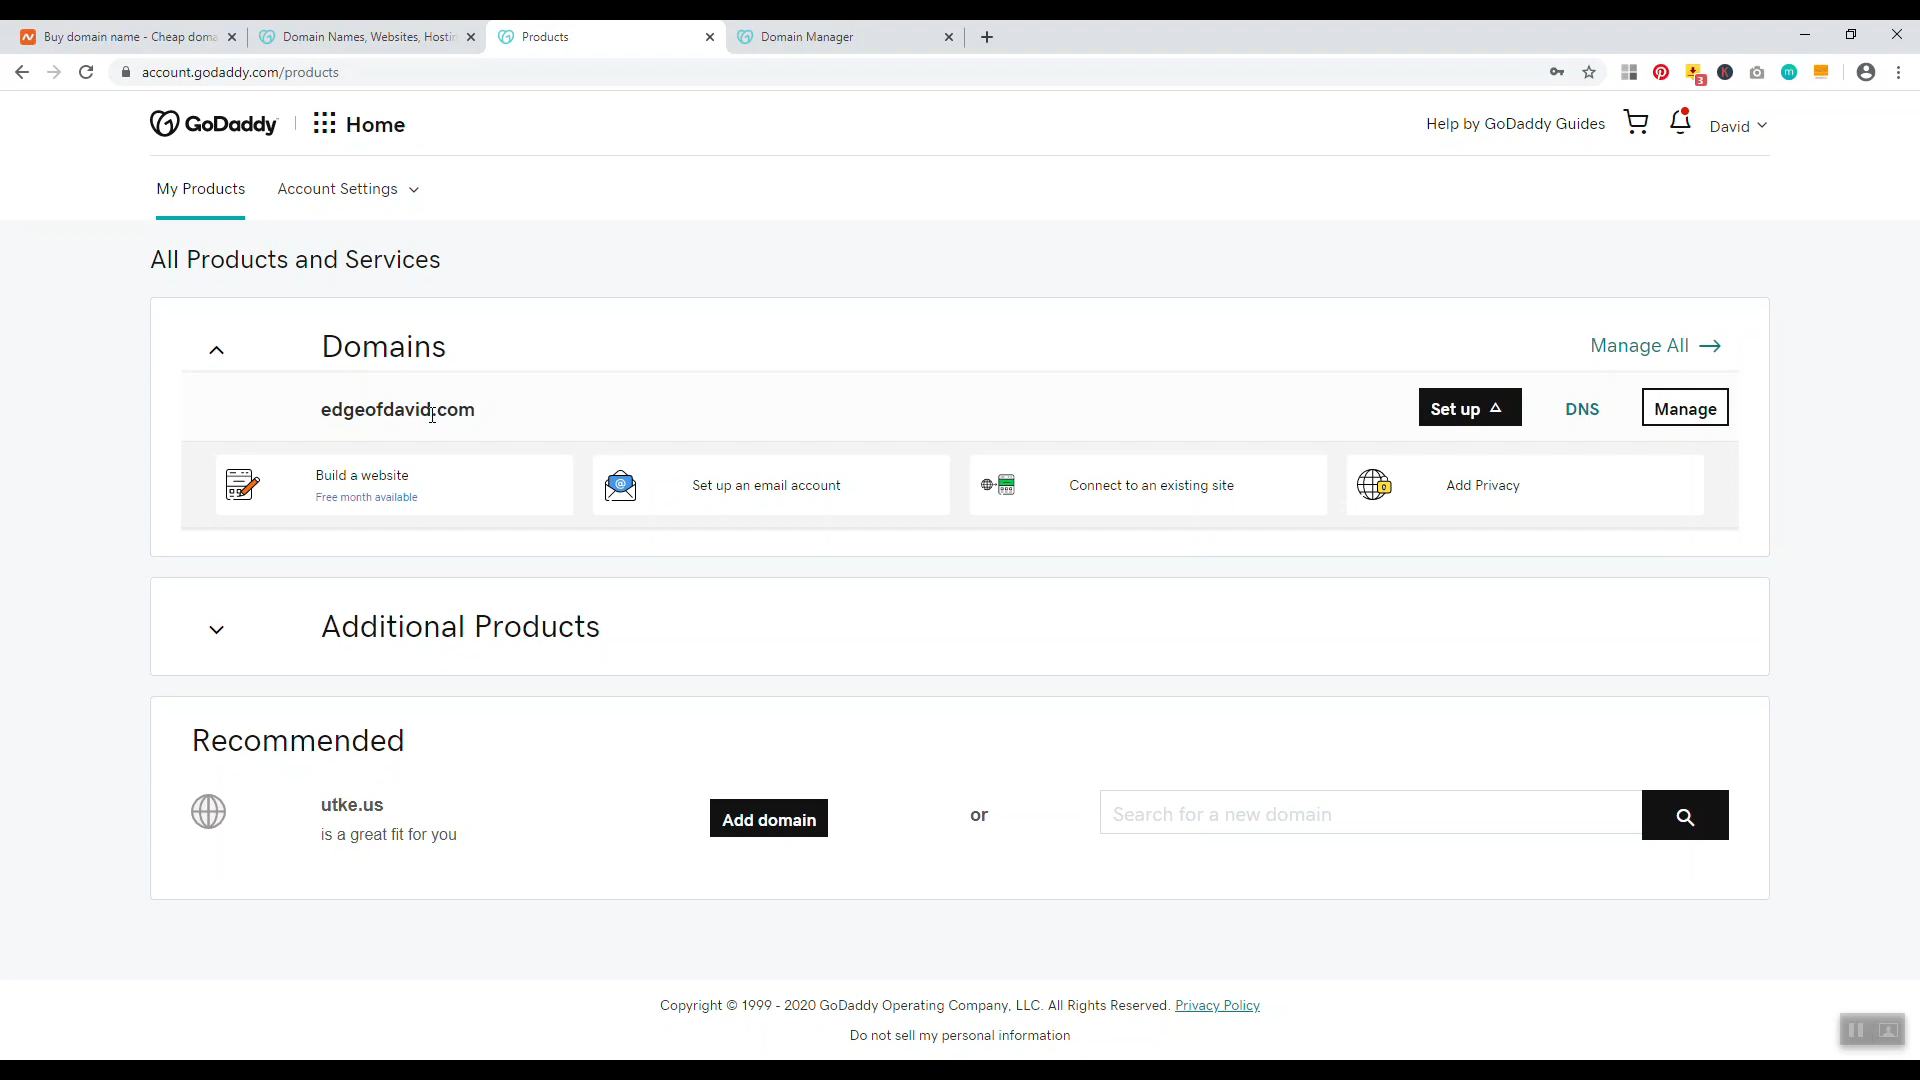 Buy domain name - Cheap doma
Domain Names, Websites, Hostin
Products
Domain Manager
account.godaddy.com/products
3
K
m
GoDaddy
Home
Help by GoDaddy Guides
David
My Products
Account Settings
All Products and Services
Domains
Manage All
edgeofdavid.com
Set up
DNS
Manage
Build a website
Free month available
@
Set up an email account
Connect to an existing site
Add Privacy
Additional Products
Recommended
utke.us
is a great fit for you
Add domain
or
Search for a new domain
Copyright © 1999 - 2020 GoDaddy Operating Company, LLC. All Rights Reserved. Privacy Policy
Do not sell my personal information